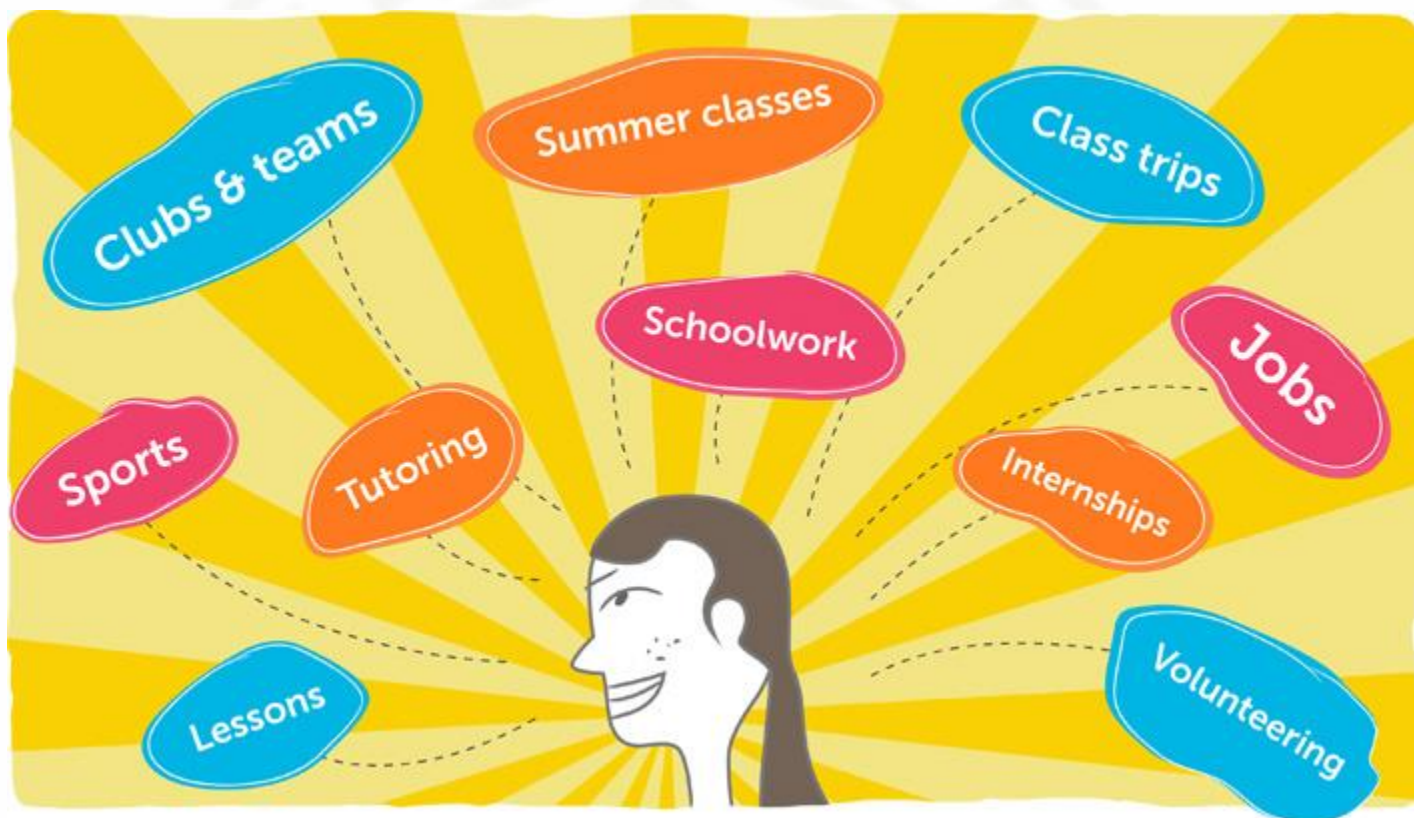 Clubs & teams
Summer classes
Class trips
Schoolwork
Jobs
Sports
Tutoring
Internships
Lessons
Volunteering